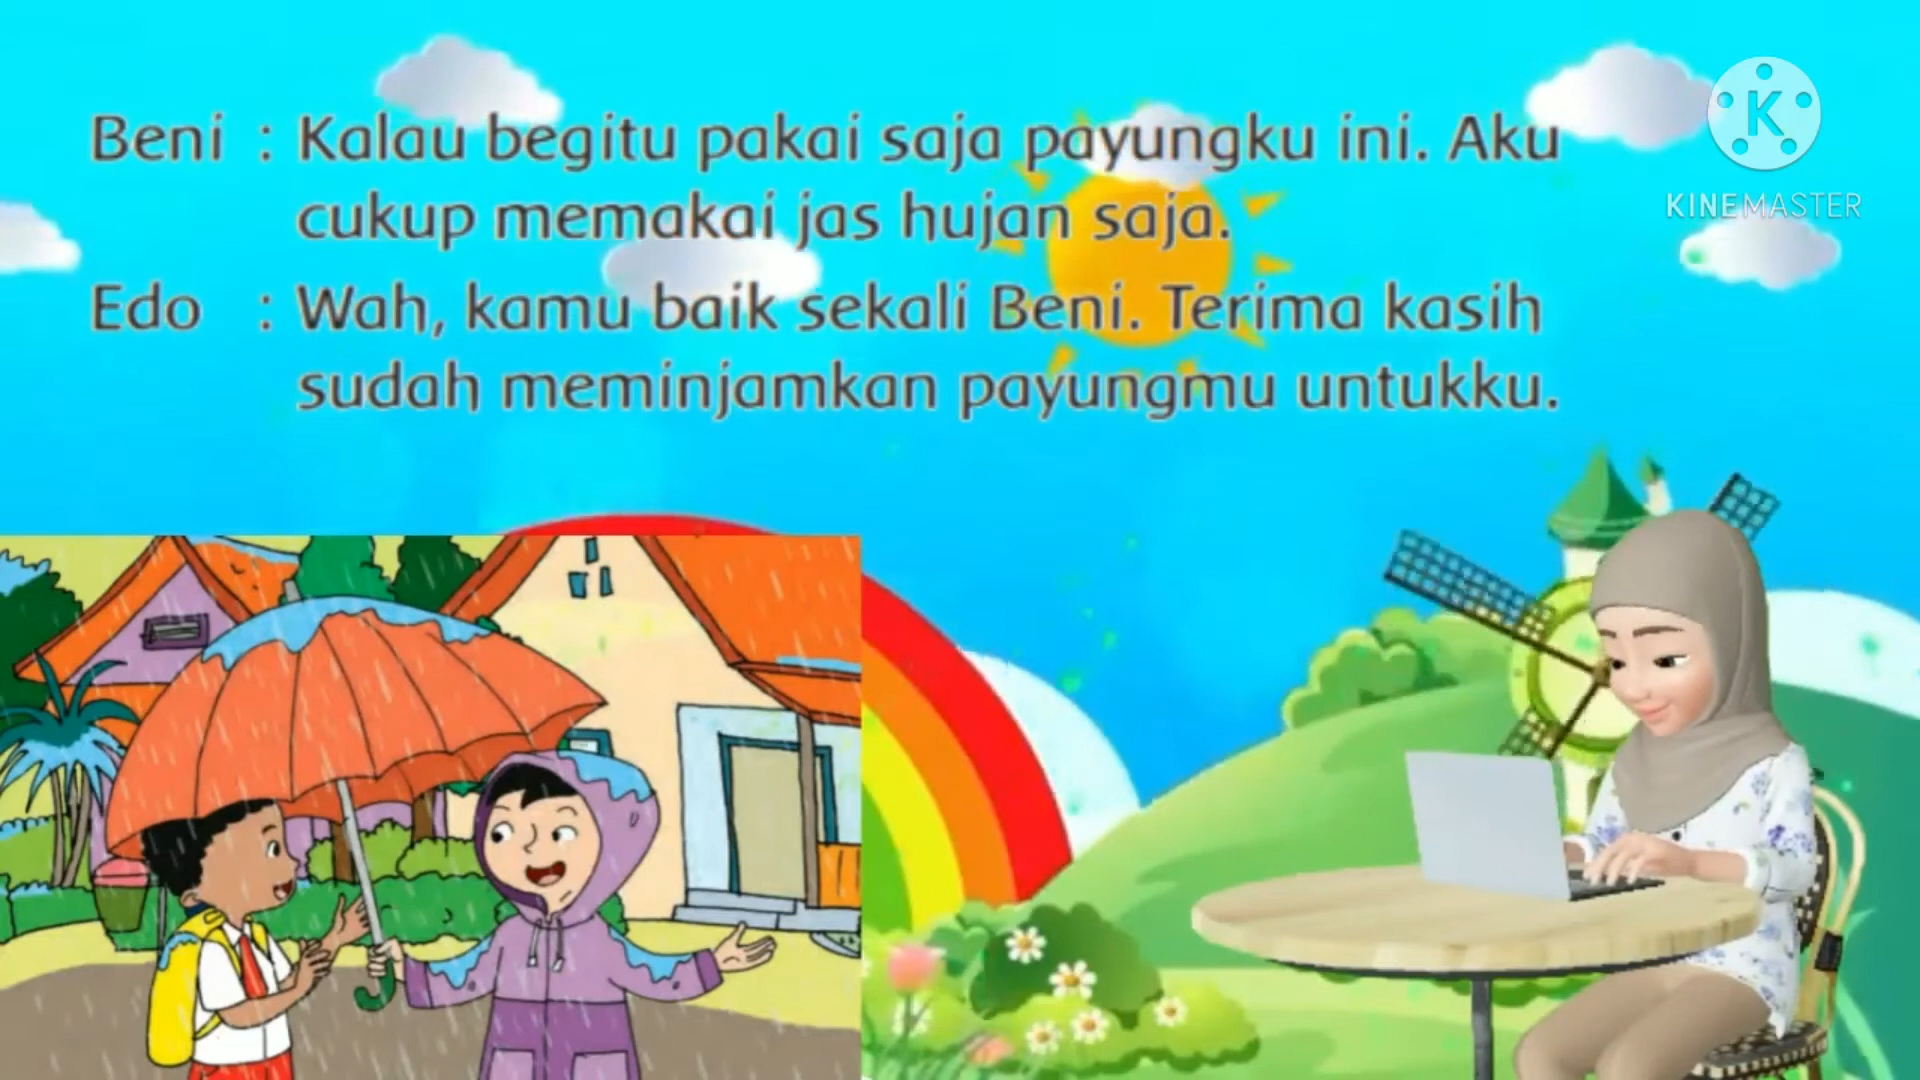 Beni : Kalau begitu pakai saja payungku ini. Aku
cukup memakai jas hujan saja.
Edo : Wah, kamu baik sekali Beni. Terima kasih
sudah meminjamkan payungmu untukku.
K
KINEMASTER